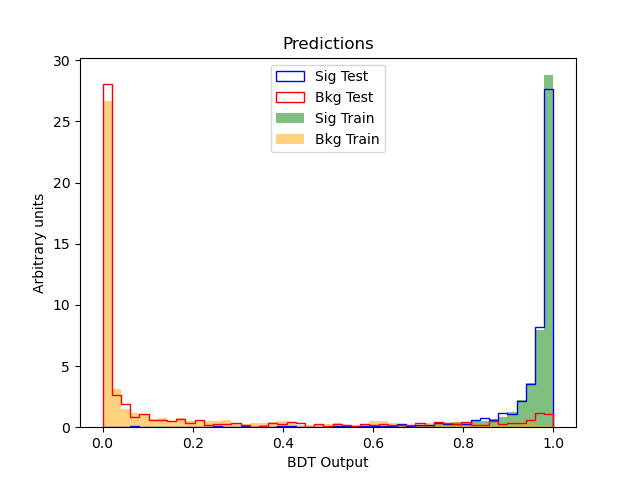 Predictions
Sig Test
Bkg Test
Sig Train
Bkg Train
30
25
20
15
10
5
0
Arbitrary units
0.0 0.2 0.4 0.6 0.8 1.0
BDT Output